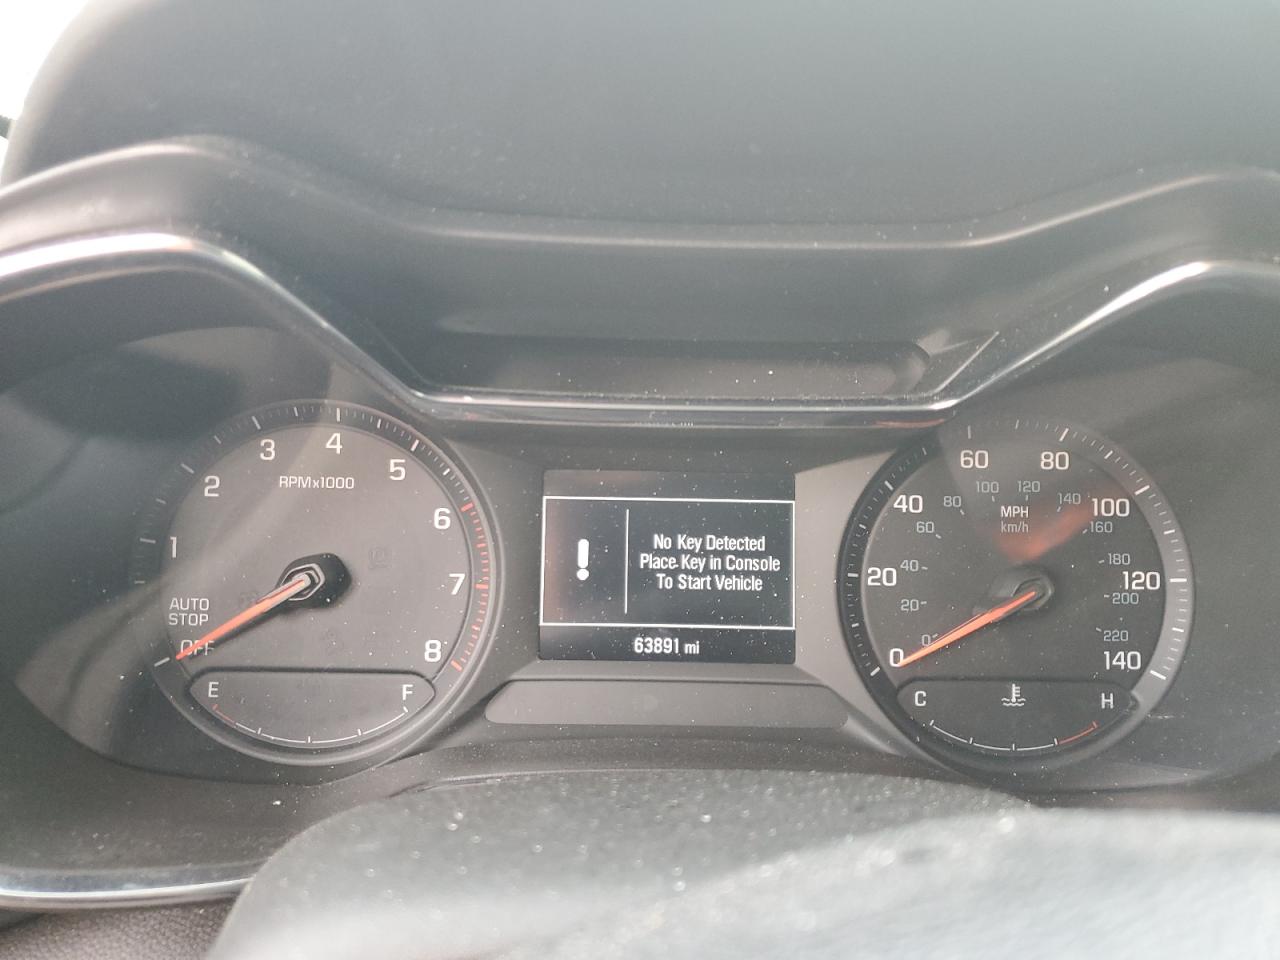 1
2
3
4
5
6
7
8
RPMx1000
AUTO
STOP
OFF
E
F
No Key Detected
Place Key in Console
To Start Vehicle
63891 mi
0
20
40
60
80
100
120
140
MPH
km/h
0
20
40
60
80
100
120
140
160
180
200
220
C
H